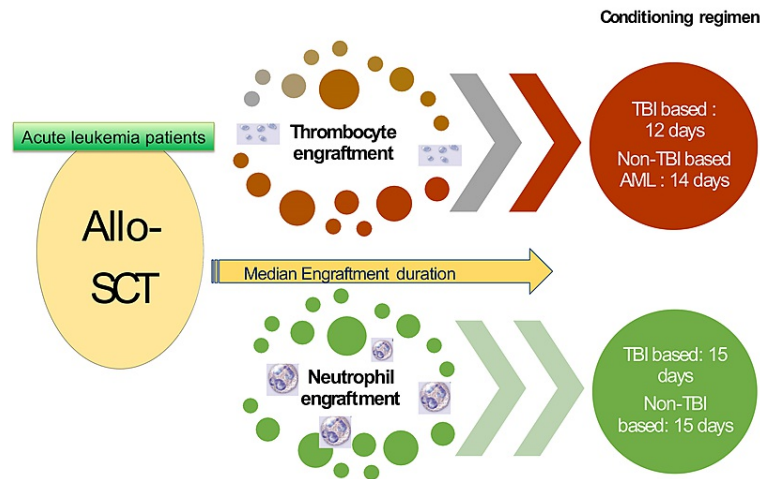 Conditioning regimen
Acute leukemia patients
Allo-
SCT
Thrombocyte
engraftment
TBI based :
12 days
Non-TBI based
AML : 14 days
Median Engraftment duration
Neutrophil
engraftment
TBI based: 15
days
Non-TBI
based: 15 days